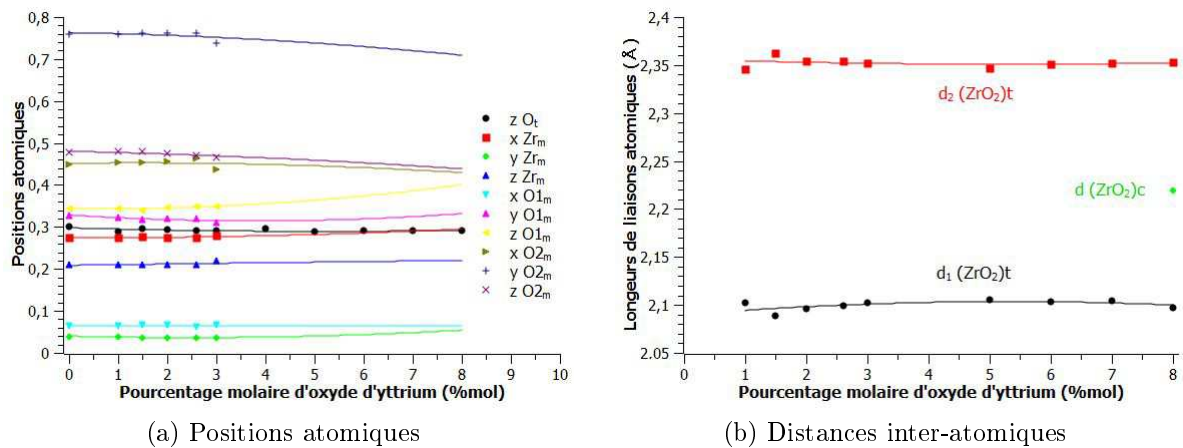 0,8
0,7
0,6
0,5
0,4
0,3
0,2
0,1
0
Positions atomiques
0 1 2 3 4 5 6 7 8 9 10
Pourcentage molaire d'oxyde d'yttrium (%mol)
z Oₜ
x Zrₘ
y Zrₘ
z Zrₘ
x O1ₘ
y O1ₘ
z O1ₘ
x O2ₘ
y O2ₘ
z O2ₘ
(a) Positions atomiques
2,4
2,35
2,3
2,25
2,2
2,15
2,1
2.05
Longeurs de liaisons atomiques (Å)
d₂ (ZrO₂)t
d (ZrO₂)c
d₁ (ZrO₂)t
0 1 2 3 4 5 6 7 8
Pourcentage molaire d'oxyde d'yttrium (%mol)
(b) Distances inter-atomiques